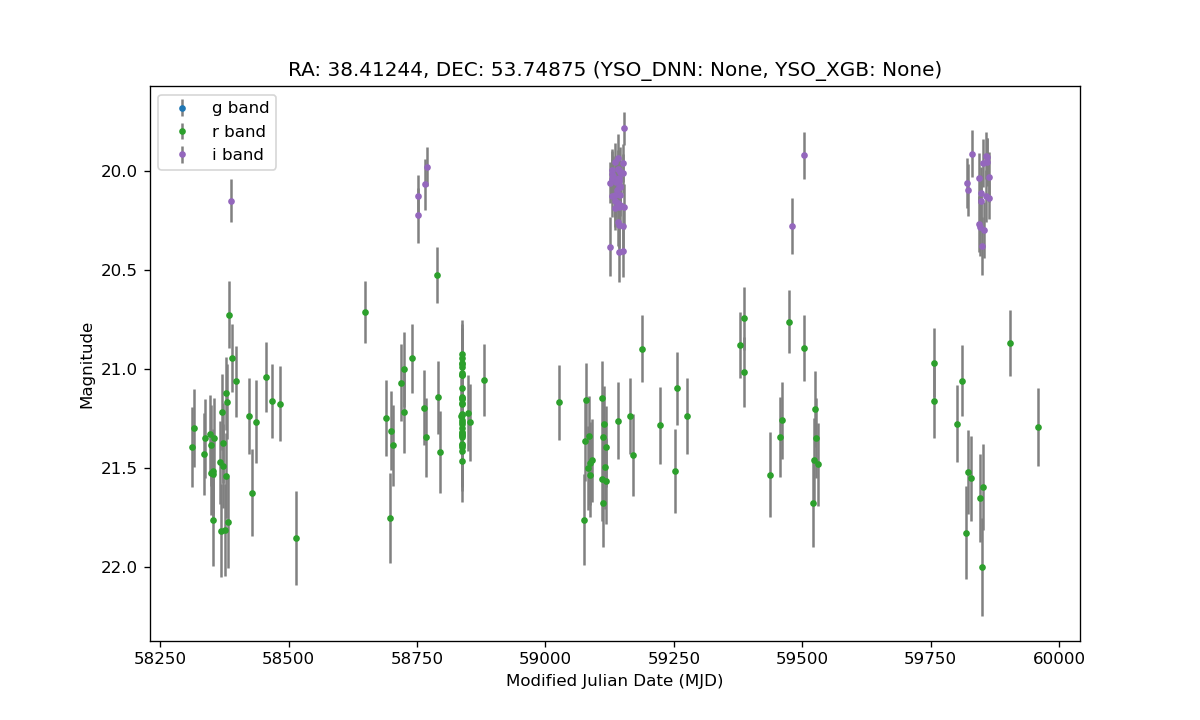 RA: 38.41244, DEC: 53.74875 (YSO_DNN: None, YSO_XGB: None)
g band
r band
i band
Magnitude
20.0
20.5
21.0
21.5
22.0
58250 58500 58750 59000 59250 59500 59750 60000
Modified Julian Date (MJD)